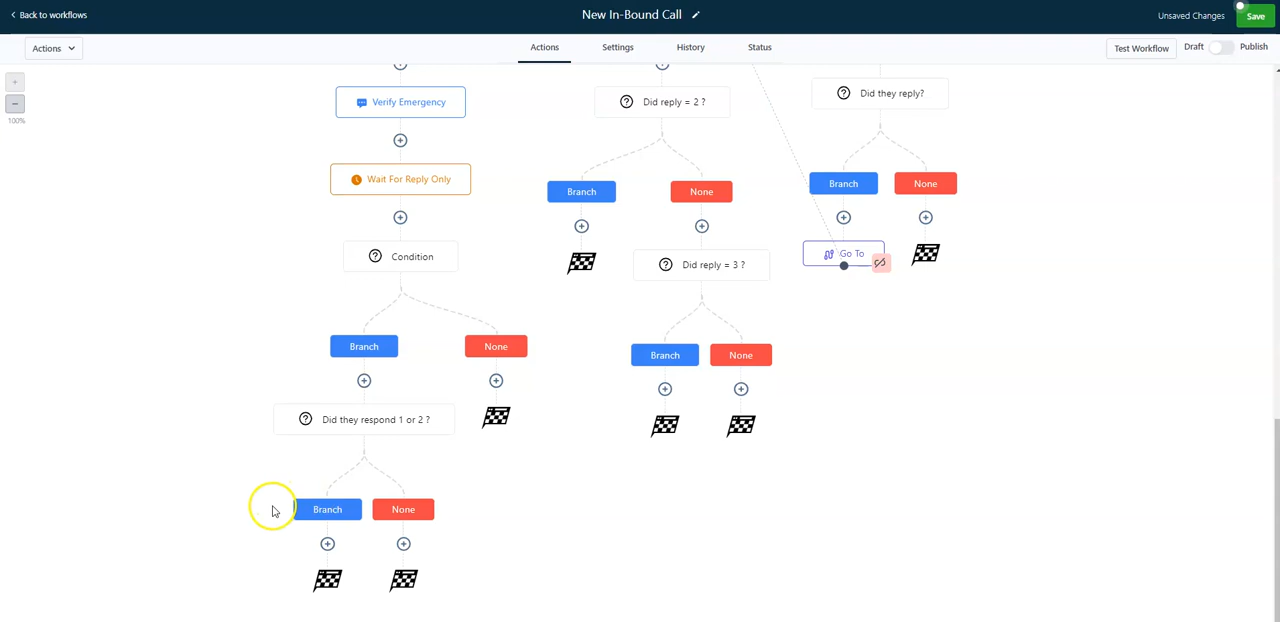 Back to workflows
New In-Bound Call
Unsaved Changes
Save
Actions
Actions
Settings
History
Status
Test Workflow
Draft
Publish
+
−
100%
Verify Emergency
Did reply = 2 ?
Did they reply?
Wait For Reply Only
Branch
None
Branch
None
Condition
Did reply = 3 ?
Go To
Branch
None
Branch
None
Did they respond 1 or 2 ?
Branch
None